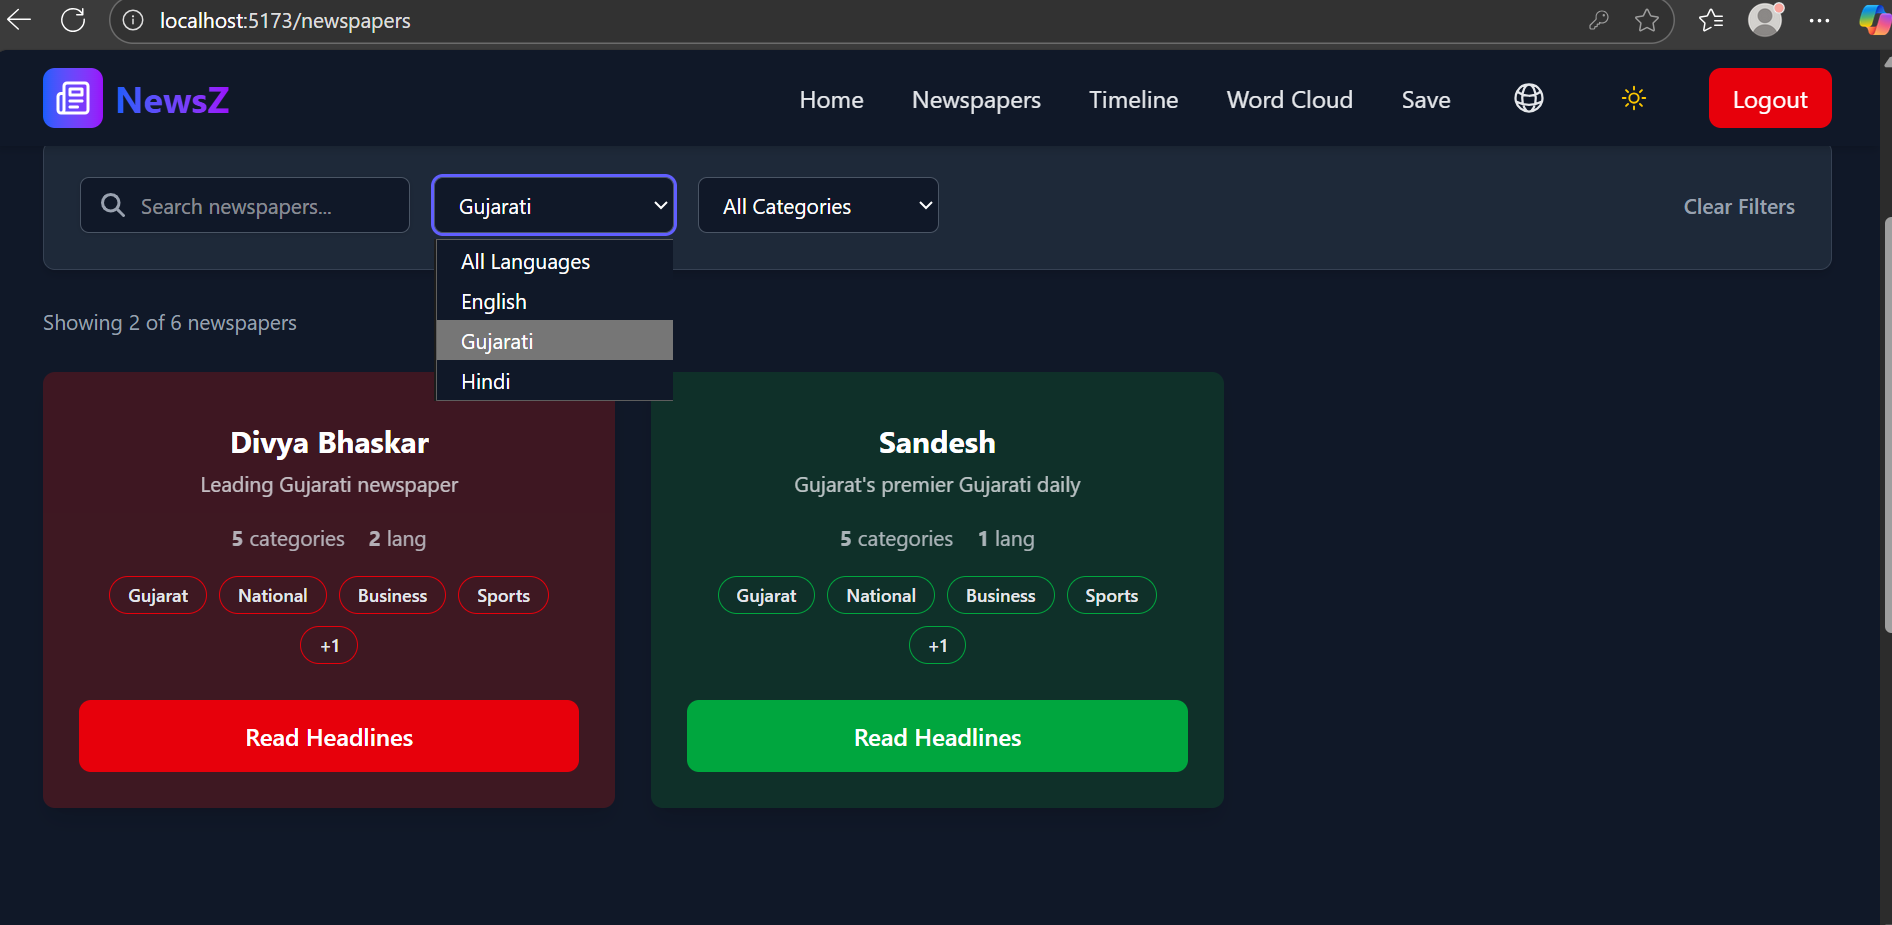 localhost:5173/newspapers
NewsZ
Home Newspapers Timeline Word Cloud Save Logout
Search newspapers... Gujarati All Categories Clear Filters
All Languages
English
Gujarati
Hindi
Showing 2 of 6 newspapers
Divya Bhaskar
Leading Gujarati newspaper
5 categories 2 lang
Gujarat National Business Sports
+1
Read Headlines
Sandesh
Gujarat's premier Gujarati daily
5 categories 1 lang
Gujarat National Business Sports
+1
Read Headlines